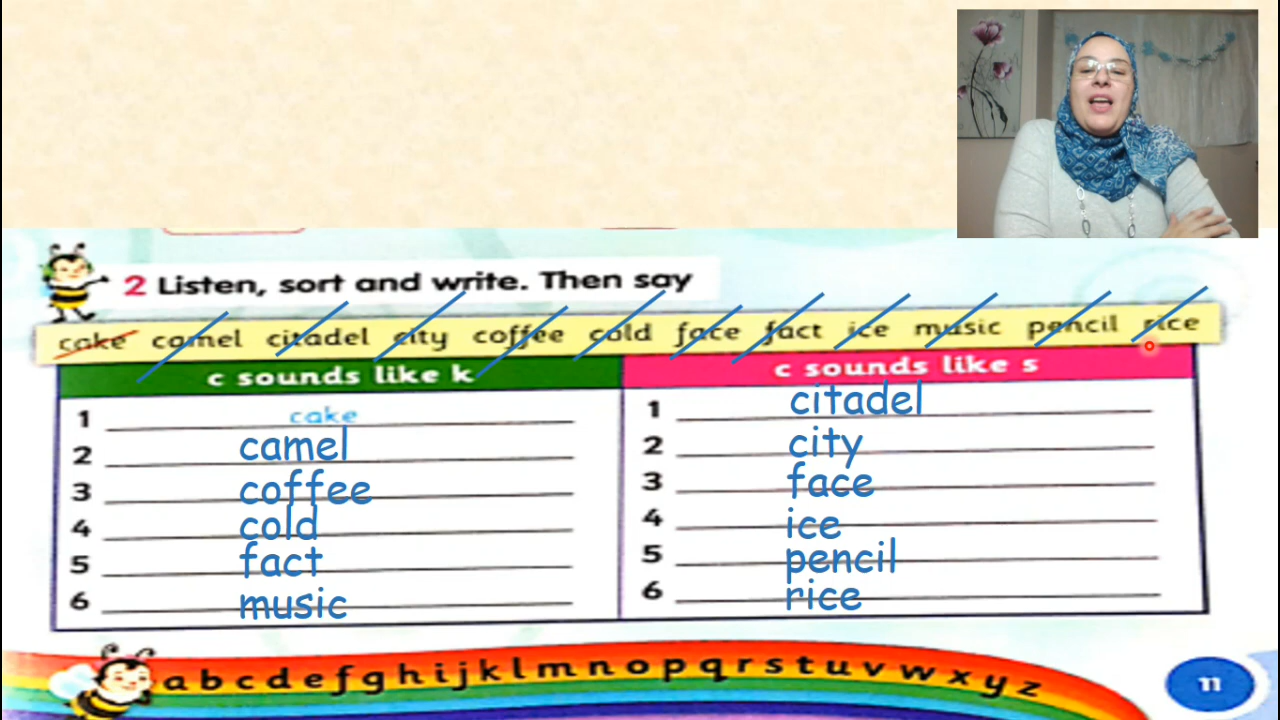 2 Listen, sort and write. Then say
cake camel citadel city coffee cold face fact ice music pencil rice
c sounds like k c sounds like s
1 cake 1 citadel
2 camel 2 city
3 coffee 3 face
4 cold 4 ice
5 fact 5 pencil
6 music 6 rice
a b c d e f g h i j k l m n o p q r s t u v w x y z
11